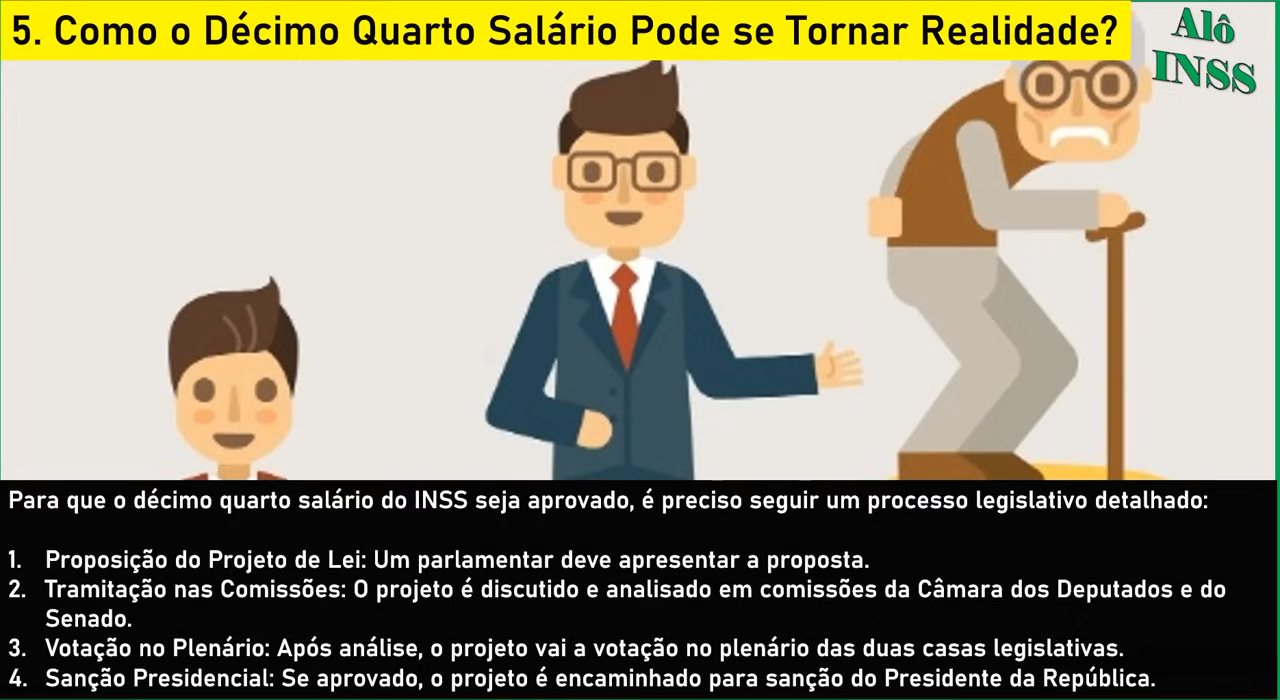 5. Como o Décimo Quarto Salário Pode se Tornar Realidade?
Alô
INSS
Para que o décimo quarto salário do INSS seja aprovado, é preciso seguir um processo legislativo detalhado:
1. Proposição do Projeto de Lei: Um parlamentar deve apresentar a proposta.
2. Tramitação nas Comissões: O projeto é discutido e analisado em comissões da Câmara dos Deputados e do
Senado.
3. Votação no Plenário: Após análise, o projeto vai a votação no plenário das duas casas legislativas.
4. Sanção Presidencial: Se aprovado, o projeto é encaminhado para sanção do Presidente da República.